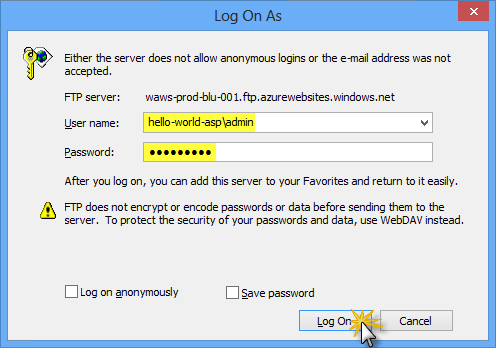 Log On As
Either the server does not allow anonymous logins or the e-mail address was not
accepted.
FTP server: waws-prod-blu-001.ftp.azurewebsites.windows.net
User name: hello-world-asp\admin
Password: ●●●●●●●●●
After you log on, you can add this server to your Favorites and return to it easily.
FTP does not encrypt or encode passwords or data before sending them to the
server. To protect the security of your passwords and data, use WebDAV instead.
Log on anonymously Save password
Log On Cancel